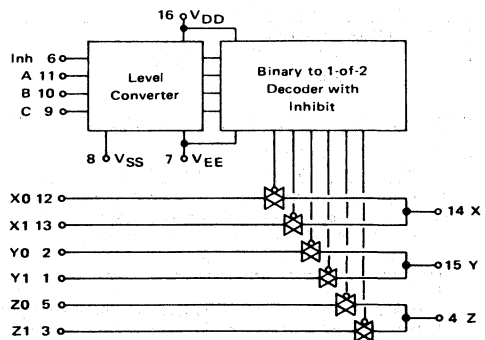 16 VDD
Inh 6
A 11
B 10
C 9
Level
Converter
Binary to 1-of-2
Decoder with
Inhibit
8 VSS
7 VEE
X0 12
X1 13
14 X
Y0 2
Y1 1
15 Y
Z0 5
Z1 3
4 Z